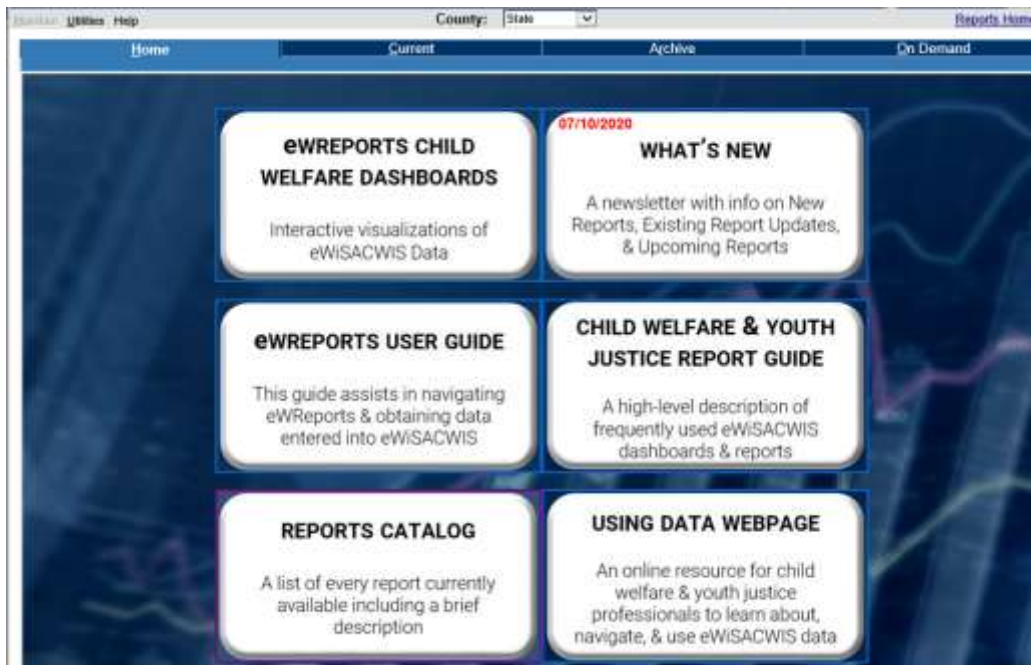 Utilities Help County: State Reports Home
Home Current Archive On Demand
eWREPORTS CHILD
WELFARE DASHBOARDS
Interactive visualizations of
eWiSACWIS Data
07/10/2020
WHAT'S NEW
A newsletter with info on New
Reports, Existing Report Updates,
& Upcoming Reports
eWREPORTS USER GUIDE
This guide assists in navigating
eWReports & obtaining data
entered into eWiSACWIS
CHILD WELFARE & YOUTH
JUSTICE REPORT GUIDE
A high-level description of
frequently used eWiSACWIS
dashboards & reports
REPORTS CATALOG
A list of every report currently
available including a brief
description
USING DATA WEBPAGE
An online resource for child
welfare & youth justice
professionals to learn about,
navigate, & use eWiSACWIS data